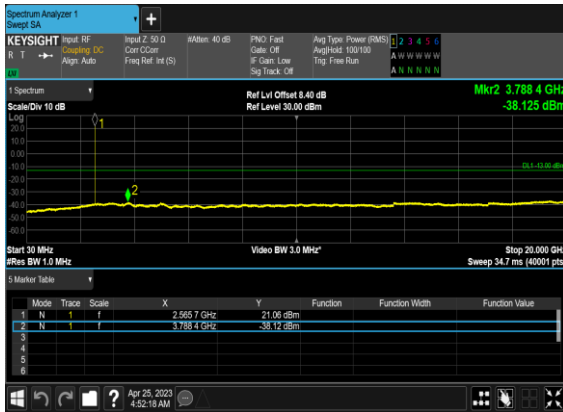 Spectrum Analyzer 1
Swept SA
+
KEYSIGHT Input: RF Input Z: 50 Ω #Atten: 40 dB PNO: Fast Avg Type: Power (RMS) 1 2 3 4 5 6
R T Coupling: DC Corr CCorr Gate: Off Avg|Hold: 100/100 A W W W W W
Align: Auto Freq Ref: Int (S) IF Gain: Low Trig: Free Run
Sig Track: Off A N N N N N
1 Spectrum Ref Lvl Offset 8.40 dB Mkr2 3.788 4 GHz
Scale/Div 10 dB Ref Level 30.00 dBm -38.125 dBm
Log
20.0
10.0
0.00
-10.0
DL1 -13.00 dBm
-20.0
-30.0
-40.0
-50.0
-60.0
1
2
Start 30 MHz Video BW 3.0 MHz* Stop 20.000 GHz
#Res BW 1.0 MHz Sweep 34.7 ms (40001 pts)
5 Marker Table
Mode Trace Scale X Y Function Function Width Function Value
1 N 1 f 2.565 7 GHz 21.06 dBm
2 N 1 f 3.788 4 GHz -38.12 dBm
3
4
5
6
? Apr 25, 2023
4:52:18 AM